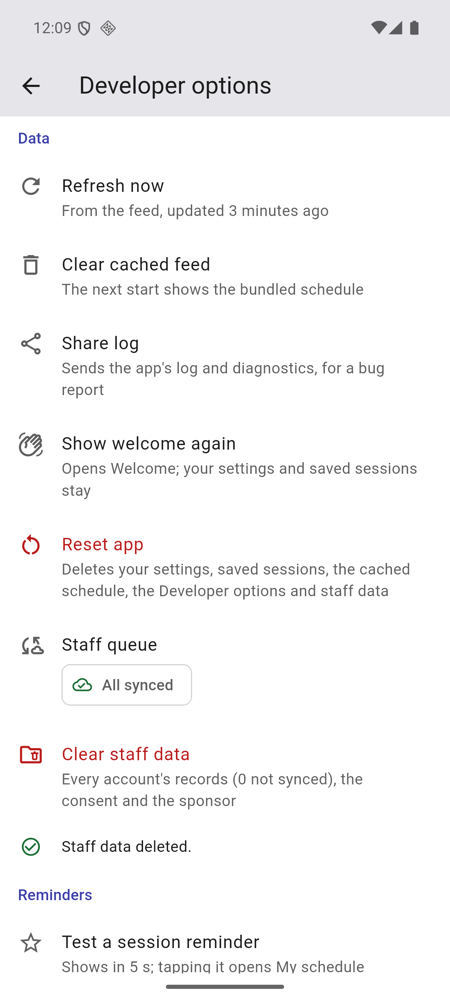 12:09
Developer options
Data
Refresh now
From the feed, updated 3 minutes ago
Clear cached feed
The next start shows the bundled schedule
Share log
Sends the app's log and diagnostics, for a bug
report
Show welcome again
Opens Welcome; your settings and saved sessions
stay
Reset app
Deletes your settings, saved sessions, the cached
schedule, the Developer options and staff data
Staff queue
All synced
Clear staff data
Every account's records (0 not synced), the
consent and the sponsor
Staff data deleted.
Reminders
Test a session reminder
Shows in 5 s; tapping it opens My schedule